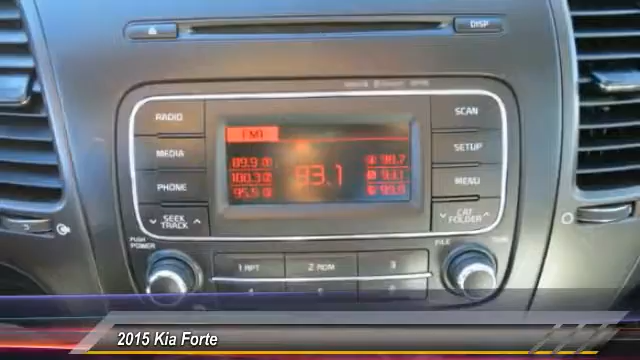 DISP
RADIO
MEDIA
PHONE
SEEK
TRACK
FM1
89.9
100.3
95.5
93.1
98.7
93.1
99.9
SCAN
SETUP
MENU
CAT
FOLDER
PUSH
POWER
FILE
TUNE
1 RPT
2 RDM
3
2015 Kia Forte